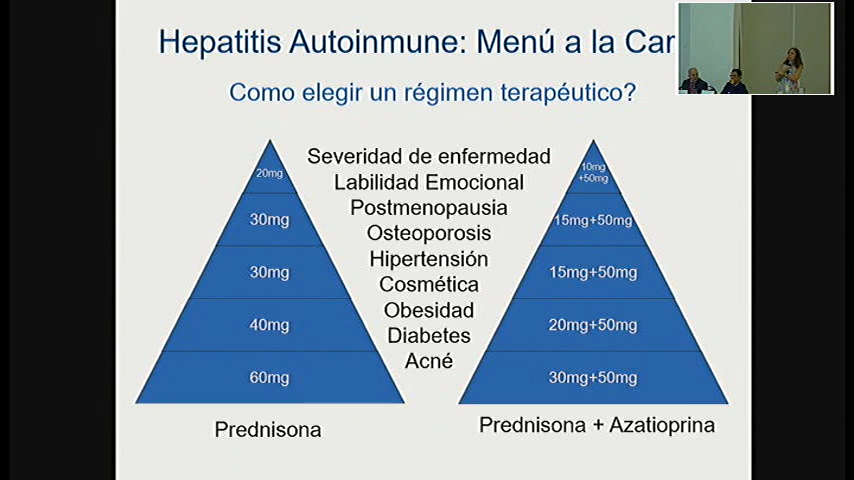 Hepatitis Autoinmune: Menú a la Car
Como elegir un régimen terapéutico?
20mg
30mg
30mg
40mg
60mg
Prednisona
Severidad de enfermedad
Labilidad Emocional
Postmenopausia
Osteoporosis
Hipertensión
Cosmética
Obesidad
Diabetes
Acné
10mg
+50mg
15mg+50mg
15mg+50mg
20mg+50mg
30mg+50mg
Prednisona + Azatioprina